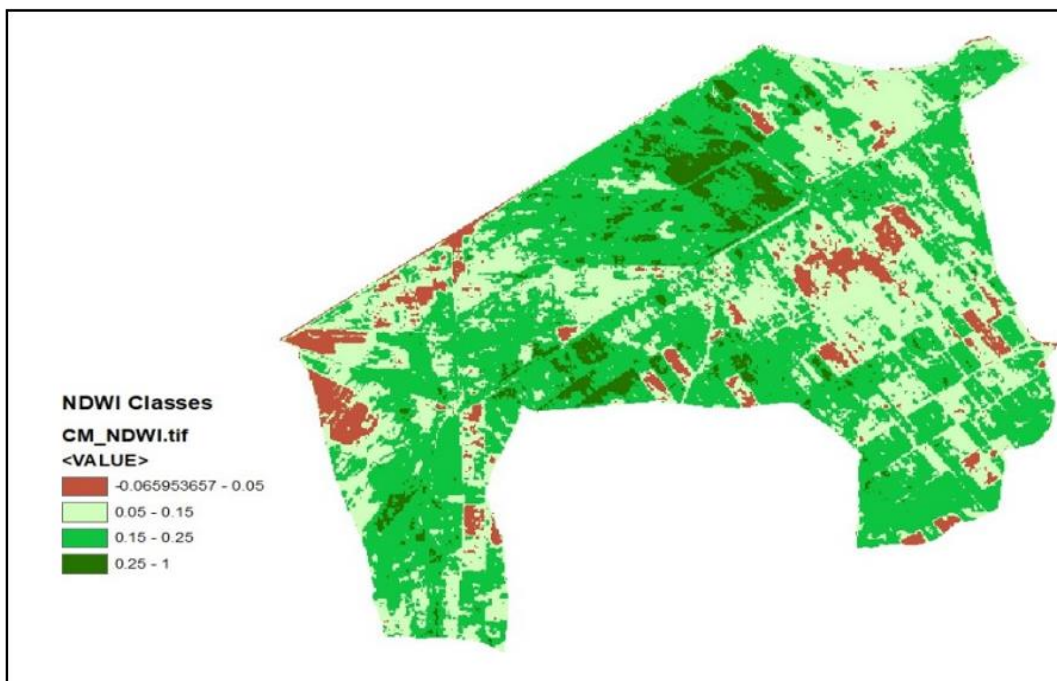 NDWI Classes
CM_NDWI.tif
<VALUE>
-0.065953657 - 0.05
0.05 - 0.15
0.15 - 0.25
0.25 - 1